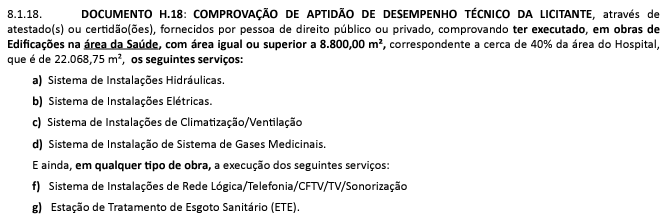 8.1.18. DOCUMENTO H.18: COMPROVAÇÃO DE APTIDÃO DE DESEMPENHO TÉCNICO DA LICITANTE, através de
atestado(s) ou certidão(ões), fornecidos por pessoa de direito público ou privado, comprovando ter executado, em obras de
Edificações na área da Saúde, com área igual ou superior a 8.800,00 m², correspondente a cerca de 40% da área do Hospital,
que é de 22.068,75 m², os seguintes serviços:
a) Sistema de Instalações Hidráulicas.
b) Sistema de Instalações Elétricas.
c) Sistema de Instalações de Climatização/Ventilação
d) Sistema de Instalação de Sistema de Gases Medicinais.
E ainda, em qualquer tipo de obra, a execução dos seguintes serviços:
f) Sistema de Instalações de Rede Lógica/Telefonia/CFTV/TV/Sonorização
g) Estação de Tratamento de Esgoto Sanitário (ETE).